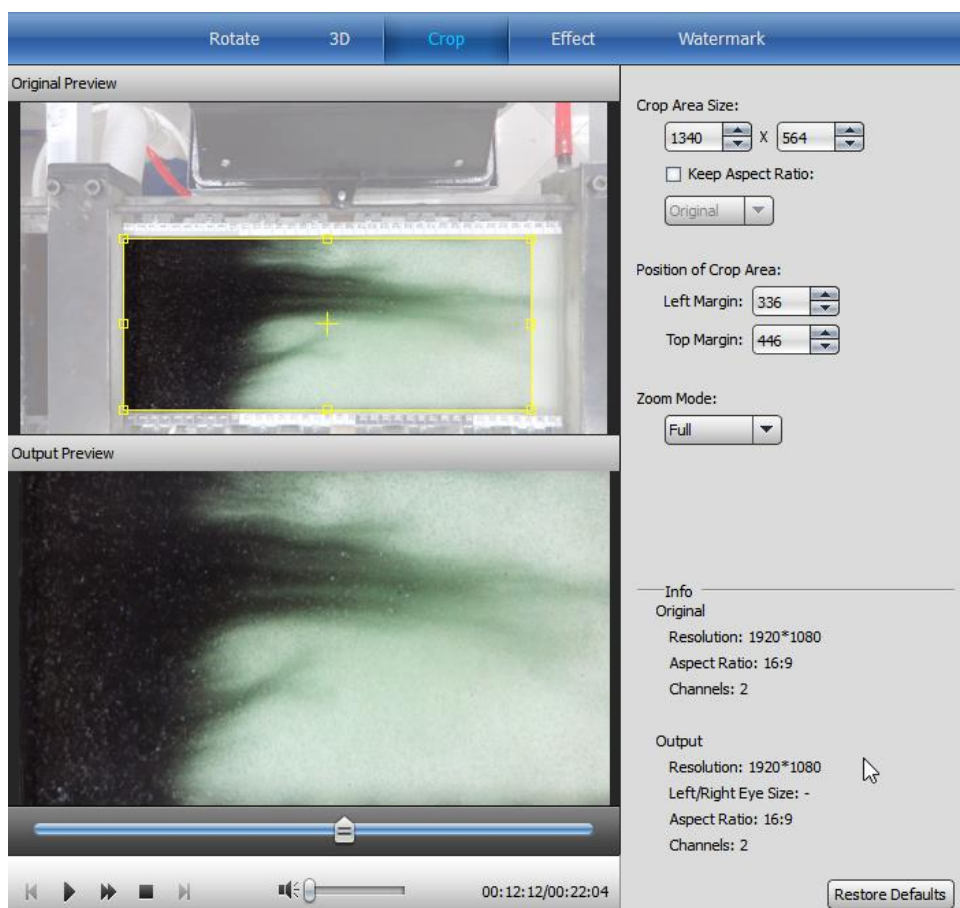 Rotate 3D Crop Effect Watermark
Original Preview
Crop Area Size:
1340 X 564
Keep Aspect Ratio:
Original
Position of Crop Area:
Left Margin: 336
Top Margin: 446
Zoom Mode:
Full
Output Preview
Info
Original
Resolution: 1920*1080
Aspect Ratio: 16:9
Channels: 2
Output
Resolution: 1920*1080
Left/Right Eye Size: -
Aspect Ratio: 16:9
Channels: 2
00:12:12/00:22:04
Restore Defaults